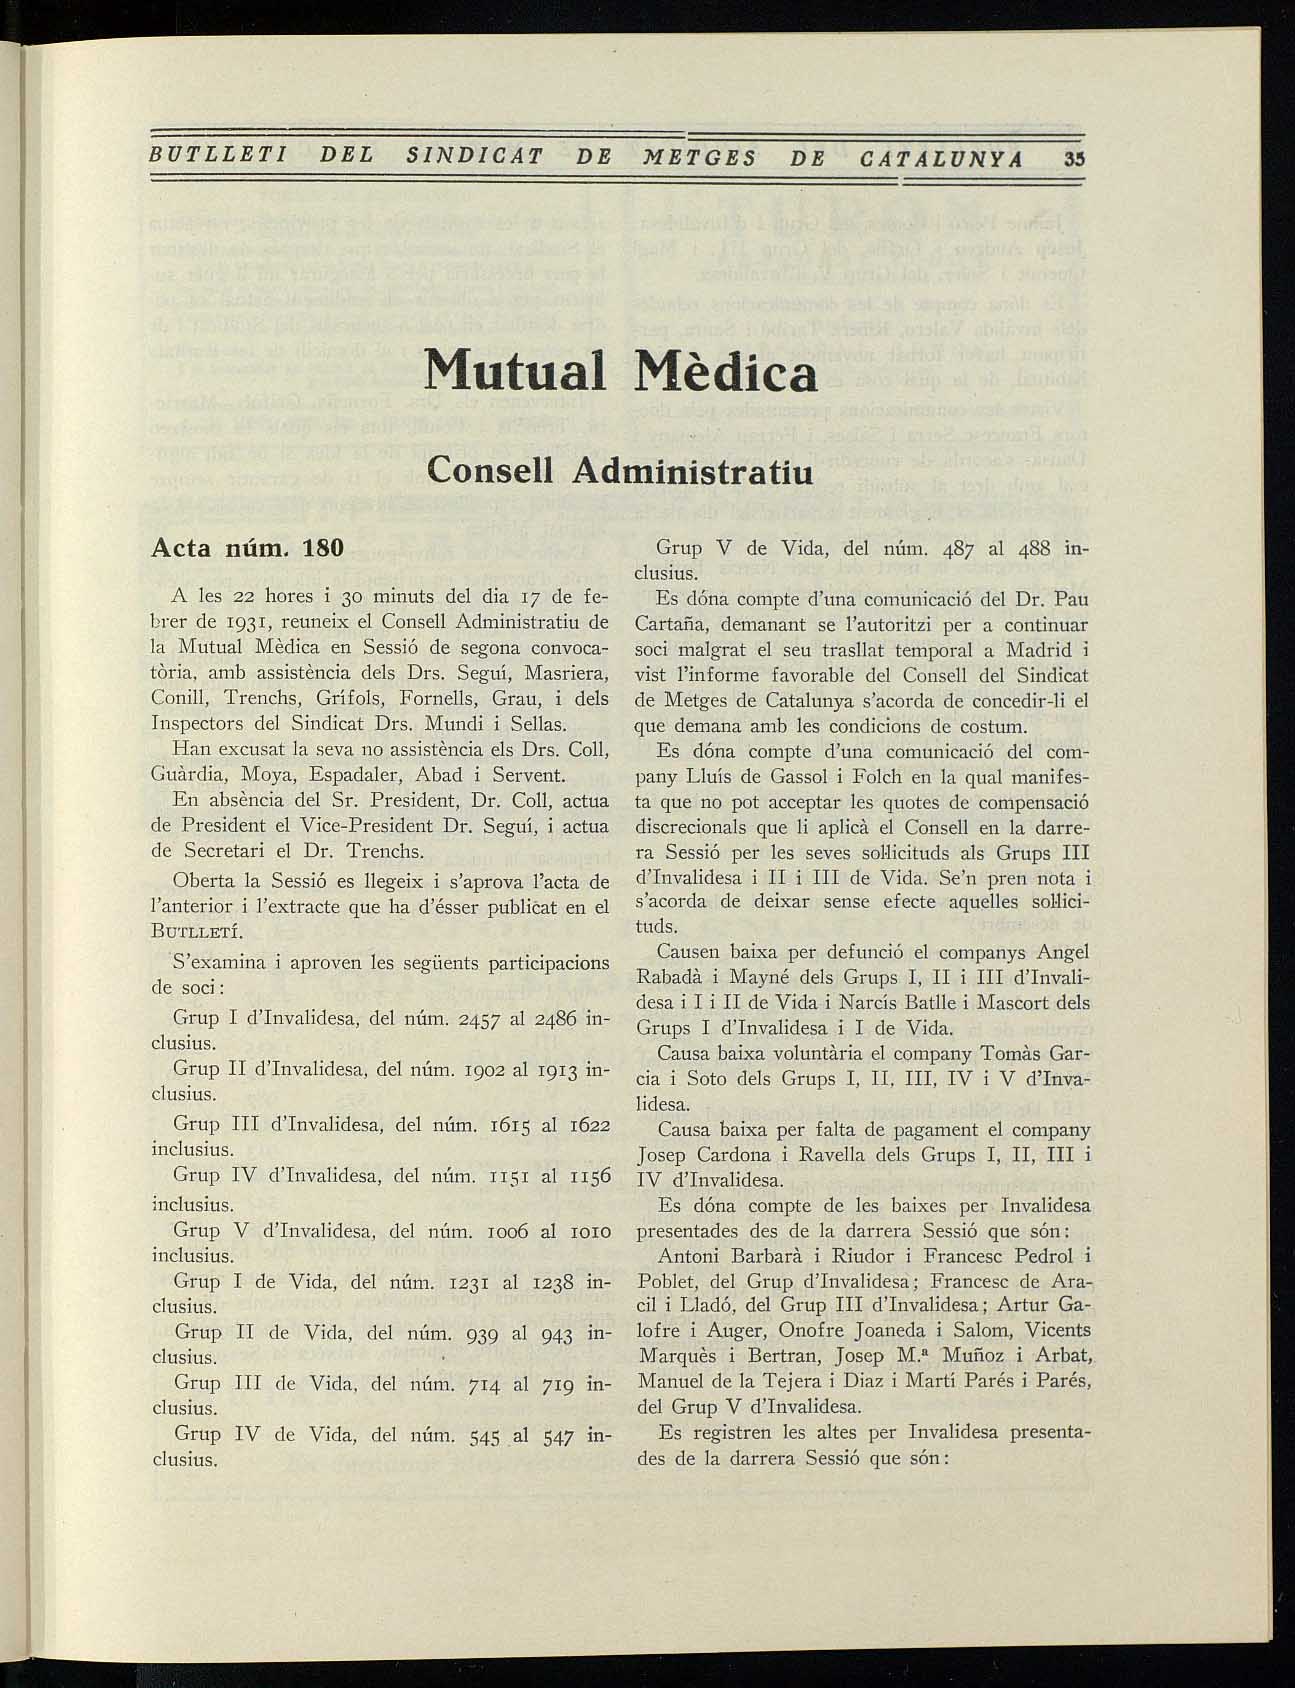 BUTLLETI DEL SINDICAT DE METGES DE CATALUNYA 35
Mutual Mèdica
Consell Administratiu
Acta núm. 180
A les 22 hores i 30 minuts del dia 17 de fe-
brer de 1931, reuneix el Consell Administratiu de
la Mutual Mèdica en Sessió de segona convoca-
tòria, amb assistència dels Drs. Seguí, Masriera,
Conill, Trenchs, Grífols, Fornells, Grau, i dels
Inspectors del Sindicat Drs. Mundi i Sellas.
Han excusat la seva no assistència els Drs. Coll,
Guàrdia, Moya, Espadaler, Abad i Servent.
En absència del Sr. President, Dr. Coll, actua
de President el Vice-President Dr. Seguí, i actua
de Secretari el Dr. Trenchs.
Oberta la Sessió es llegeix i s'aprova l'acta de
l'anterior i l'extracte que ha d'ésser publicat en el
BUTLLETÍ.
S'examina i aproven les següents participacions
de soci:
Grup I d'Invalidesa, del núm. 2457 al 2486 in-
clusius.
Grup II d'Invalidesa, del núm. 1902 al 1913 in-
clusius.
Grup III d'Invalidesa, del núm. 1615 al 1622
inclusius.
Grup IV d'Invalidesa, del núm. 1151 al 1156
inclusius.
Grup V d'Invalidesa, del núm. 1006 al 1010
inclusius.
Grup I de Vida, del núm. 1231 al 1238 in-
clusius.
Grup II de Vida, del núm. 939 al 943 in-
clusius.
Grup III de Vida, del núm. 714 al 719 in-
clusius.
Grup IV de Vida, del núm. 545 al 547 in-
clusius.
Grup V de Vida, del núm. 487 al 488 in-
clusius.
Es dóna compte d'una comunicació del Dr. Pau
Cartaña, demanant se l'autoritzi per a continuar
soci malgrat el seu trasllat temporal a Madrid i
vist l'informe favorable del Consell del Sindicat
de Metges de Catalunya s'acorda de concedir-li el
que demana amb les condicions de costum.
Es dóna compte d'una comunicació del com-
pany Lluís de Gassol i Folch en la qual manifes-
ta que no pot acceptar les quotes de compensació
discrecionals que li aplicà el Consell en la darre-
ra Sessió per les seves soŀlicituds als Grups III
d'Invalidesa i II i III de Vida. Se'n pren nota i
s'acorda de deixar sense efecte aquelles soŀlici-
tuds.
Causen baixa per defunció el companys Angel
Rabadà i Mayné dels Grups I, II i III d'Invali-
desa i I i II de Vida i Narcís Batlle i Mascort dels
Grups I d'Invalidesa i I de Vida.
Causa baixa voluntària el company Tomàs Gar-
cia i Soto dels Grups I, II, III, IV i V d'Inva-
lidesa.
Causa baixa per falta de pagament el company
Josep Cardona i Ravella dels Grups I, II, III i
IV d'Invalidesa.
Es dóna compte de les baixes per Invalidesa
presentades des de la darrera Sessió que són:
Antoni Barbarà i Riudor i Francesc Pedrol i
Poblet, del Grup d'Invalidesa; Francesc de Ara-
cil i Lladó, del Grup III d'Invalidesa; Artur Ga-
lofre i Auger, Onofre Joaneda i Salom, Vicents
Marquès i Bertran, Josep M.ª Muñoz i Arbat,
Manuel de la Tejera i Diaz i Martí Parés i Parés,
del Grup V d'Invalidesa.
Es registren les altes per Invalidesa presenta-
des de la darrera Sessió que són: